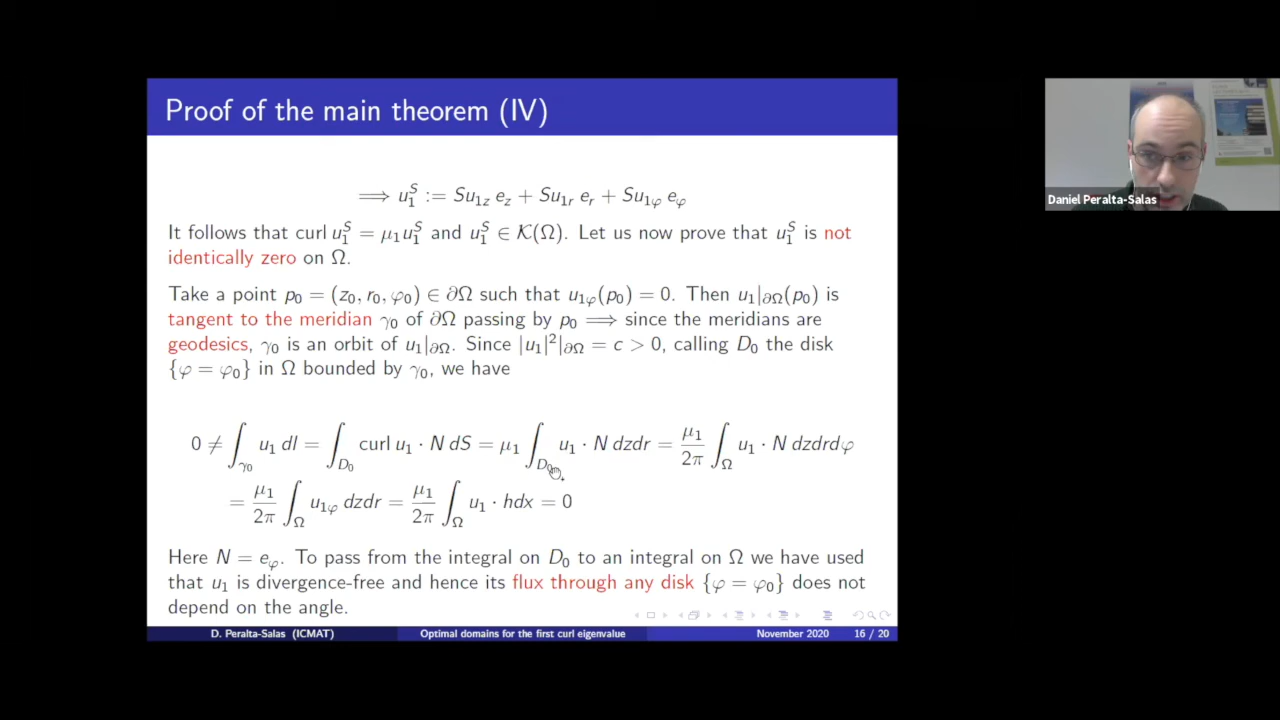 Proof of the main theorem (IV)
⟹ u₁ˢ := Su₁z e_z + Su₁r e_r + Su₁φ e_φ
It follows that curl u₁ˢ = μ₁u₁ˢ and u₁ˢ ∈ 𝒦(Ω). Let us now prove that u₁ˢ is not
identically zero on Ω.
Take a point p₀ = (z₀, r₀, φ₀) ∈ ∂Ω such that u₁φ(p₀) = 0. Then u₁|∂Ω(p₀) is
tangent to the meridian γ₀ of ∂Ω passing by p₀ ⟹ since the meridians are
geodesics, γ₀ is an orbit of u₁|∂Ω. Since |u₁|²|∂Ω = c > 0, calling D₀ the disk
{φ = φ₀} in Ω bounded by γ₀, we have
0 ≠ ∫_γ₀ u₁ dl = ∫_D₀ curl u₁ · N dS = μ₁ ∫_D₀ u₁ · N dzdr = μ₁/2π ∫_Ω u₁ · N dzdrdφ
= μ₁/2π ∫_Ω u₁φ dzdr = μ₁/2π ∫_Ω u₁ · hdx = 0
Here N = e_φ. To pass from the integral on D₀ to an integral on Ω we have used
that u₁ is divergence-free and hence its flux through any disk {φ = φ₀} does not
depend on the angle.
D. Peralta-Salas (ICMAT) Optimal domains for the first curl eigenvalue November 2020 16 / 20
Daniel Peralta-Salas